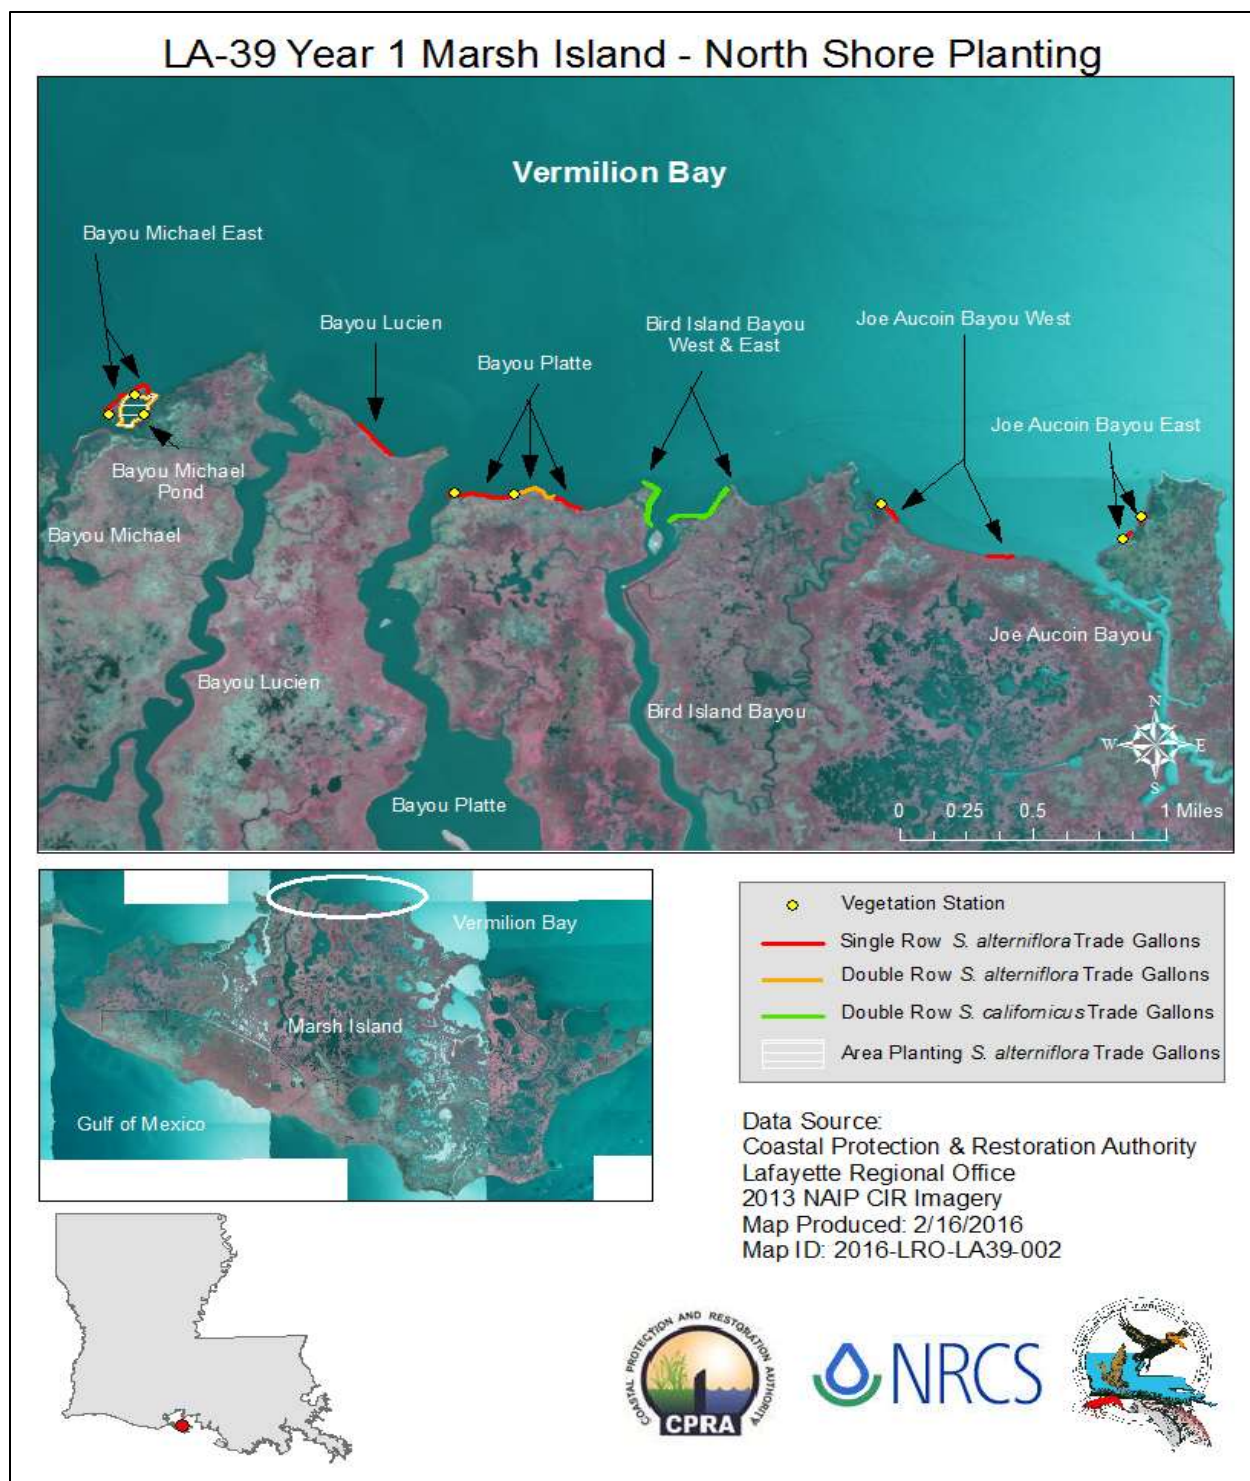 LA-39 Year 1 Marsh Island - North Shore Planting
Vermilion Bay
Bayou Michael East
Bayou Lucien
Bayou Platte
Bird Island Bayou
West & East
Joe Aucoin Bayou West
Joe Aucoin Bayou East
Bayou Michael
Pond
Bayou Michael
Bayou Lucien
Bayou Platte
Bird Island Bayou
Joe Aucoin Bayou
N
W
E
S
0 0.25 0.5 1 Miles
Vermilion Bay
Marsh Island
Gulf of Mexico
Vegetation Station
Single Row S. alterniflora Trade Gallons
Double Row S. alterniflora Trade Gallons
Double Row S. californicus Trade Gallons
Area Planting S. alterniflora Trade Gallons
Data Source:
Coastal Protection & Restoration Authority
Lafayette Regional Office
2013 NAIP CIR Imagery
Map Produced: 2/16/2016
Map ID: 2016-LRO-LA39-002
COASTAL PROTECTION AND RESTORATION AUTHORITY
CPRA
NRCS